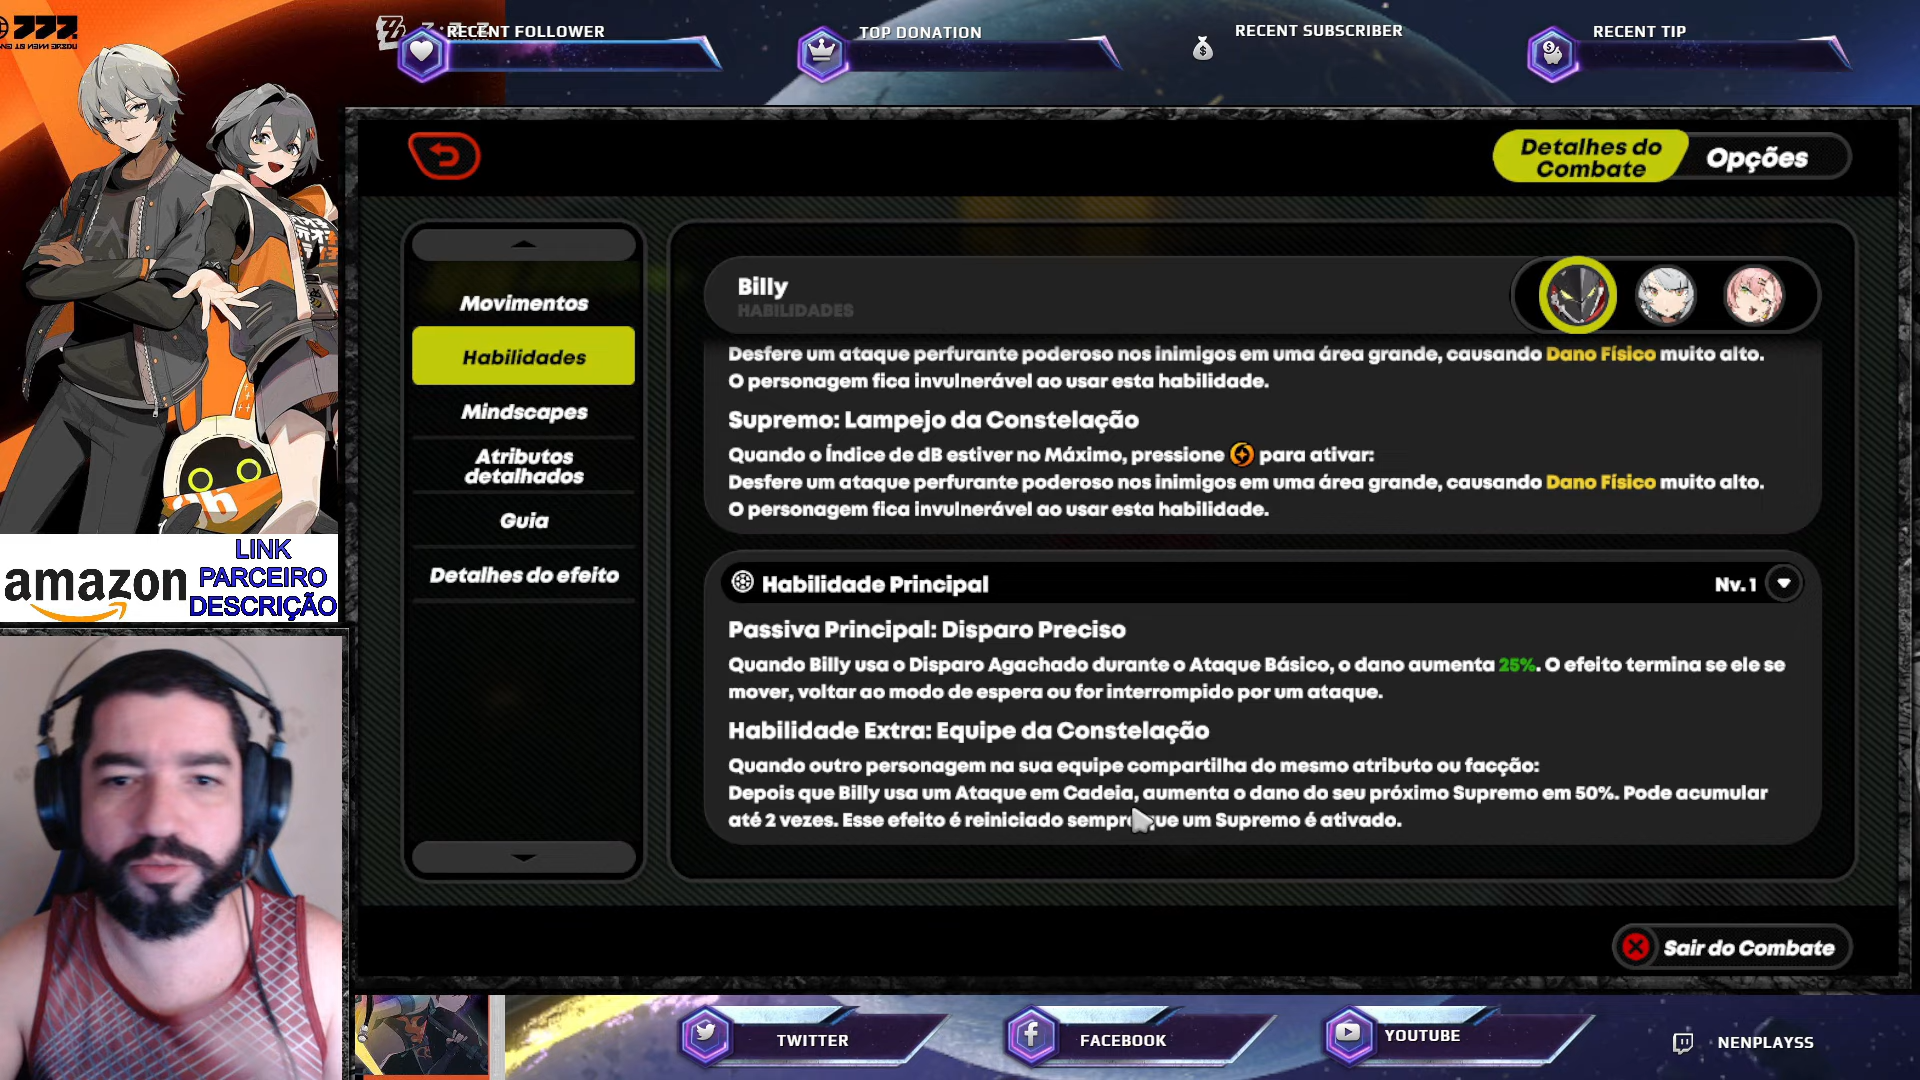 RECENT FOLLOWER
TOP DONATION
RECENT SUBSCRIBER
RECENT TIP
Detalhes do
Combate
Opções
Movimentos
Habilidades
Mindscapes
Atributos
detalhados
Guia
Detalhes do efeito
Billy
HABILIDADES
Desfere um ataque perfurante poderoso nos inimigos em uma área grande, causando Dano Físico muito alto.
O personagem fica invulnerável ao usar esta habilidade.
Supremo: Lampejo da Constelação
Quando o Índice de dB estiver no Máximo, pressione para ativar:
Desfere um ataque perfurante poderoso nos inimigos em uma área grande, causando Dano Físico muito alto.
O personagem fica invulnerável ao usar esta habilidade.
Habilidade Principal
Nv.1
Passiva Principal: Disparo Preciso
Quando Billy usa o Disparo Agachado durante o Ataque Básico, o dano aumenta 25%. O efeito termina se ele se
mover, voltar ao modo de espera ou for interrompido por um ataque.
Habilidade Extra: Equipe da Constelação
Quando outro personagem na sua equipe compartilha do mesmo atributo ou facção:
Depois que Billy usa um Ataque em Cadeia, aumenta o dano do seu próximo Supremo em 50%. Pode acumular
até 2 vezes. Esse efeito é reiniciado sempre que um Supremo é ativado.
Sair do Combate
amazon
LINK
PARCEIRO
DESCRIÇÃO
TWITTER
FACEBOOK
YOUTUBE
NENPLAYSS